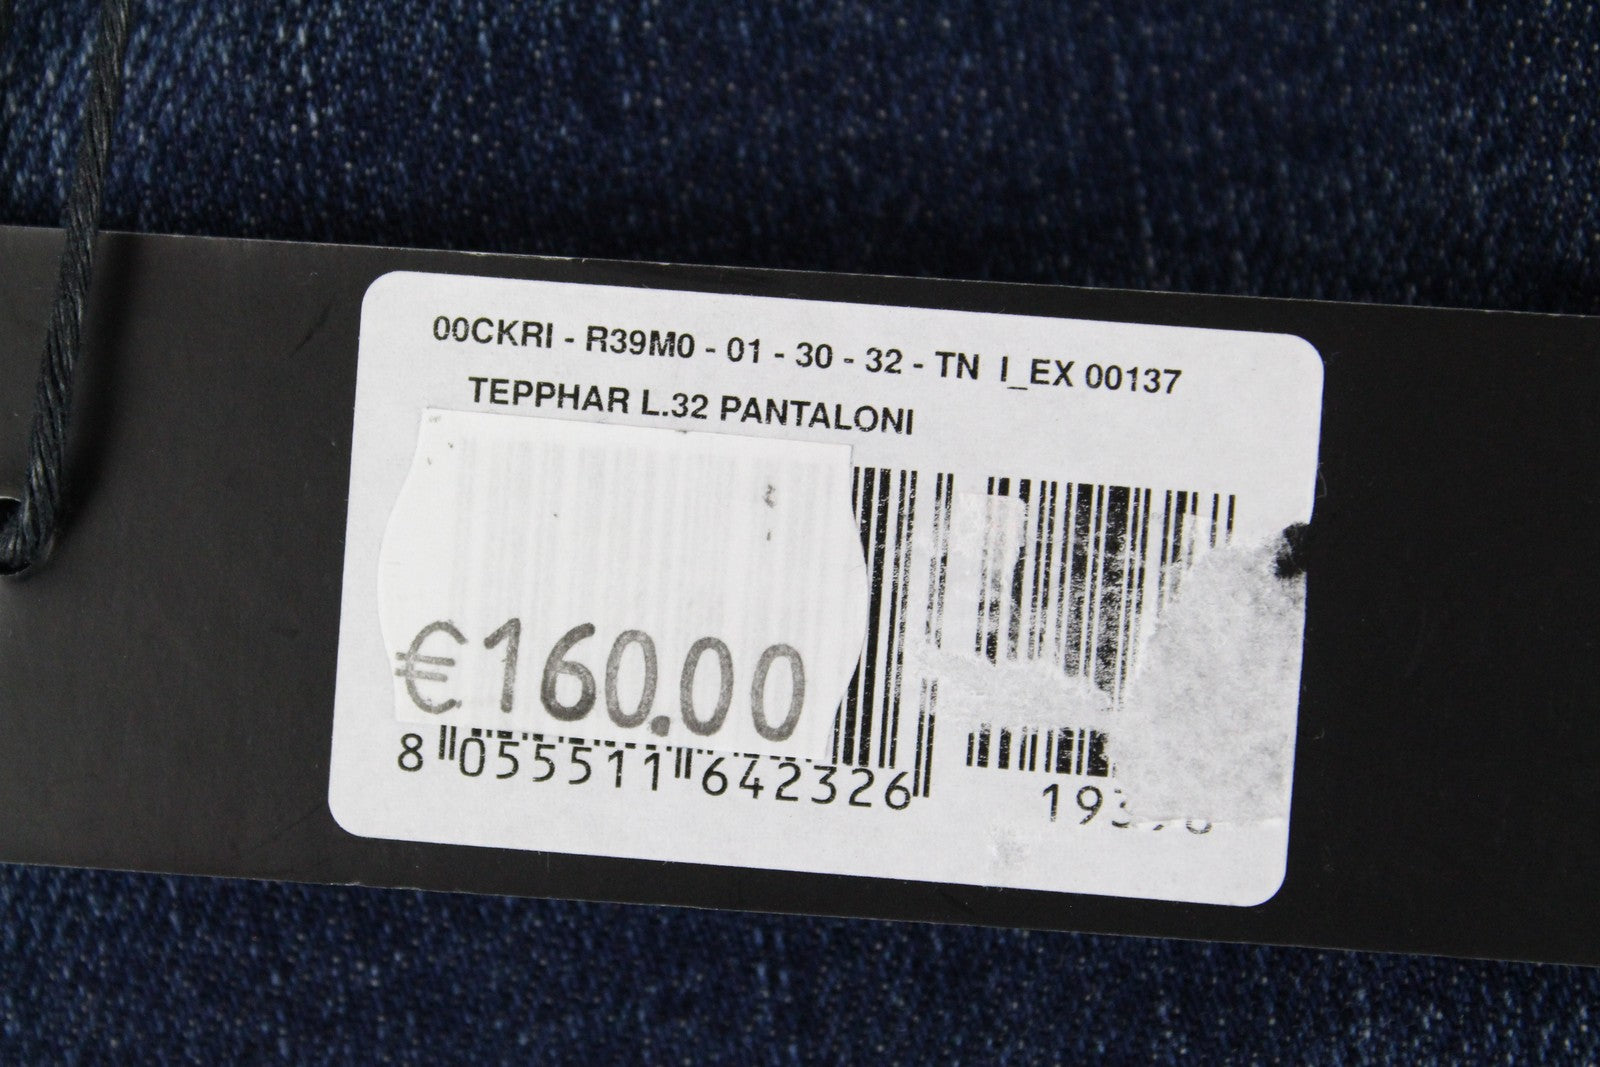 00CKRI - R39M0 - 01 - 30 - 32 - TN I_EX 00137
TEPPHAR L.32 PANTALONI
€160.00
8 055511 642326